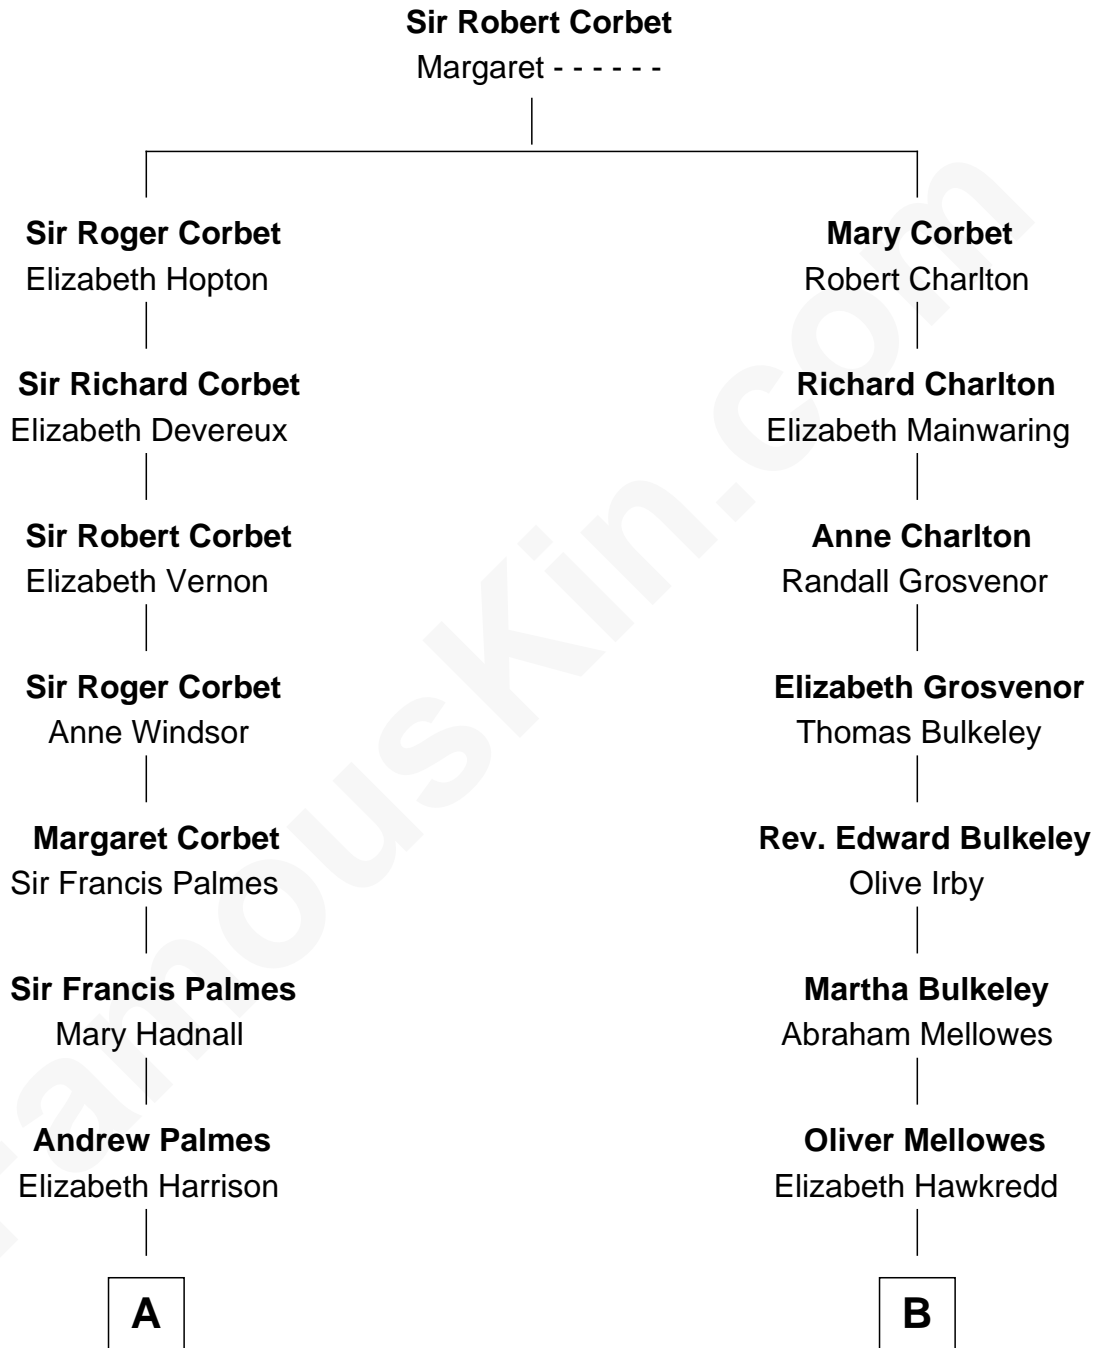 Sir Robert Corbet
Margaret - - - - - -
Sir Roger Corbet
Elizabeth Hopton
Mary Corbet
Robert Charlton
Sir Richard Corbet
Elizabeth Devereux
Richard Charlton
Elizabeth Mainwaring
Sir Robert Corbet
Elizabeth Vernon
Anne Charlton
Randall Grosvenor
Sir Roger Corbet
Anne Windsor
Elizabeth Grosvenor
Thomas Bulkeley
Margaret Corbet
Sir Francis Palmes
Rev. Edward Bulkeley
Olive Irby
Sir Francis Palmes
Mary Hadnall
Martha Bulkeley
Abraham Mellowes
Andrew Palmes
Elizabeth Harrison
Oliver Mellowes
Elizabeth Hawkredd
A
B
FamousKin.com